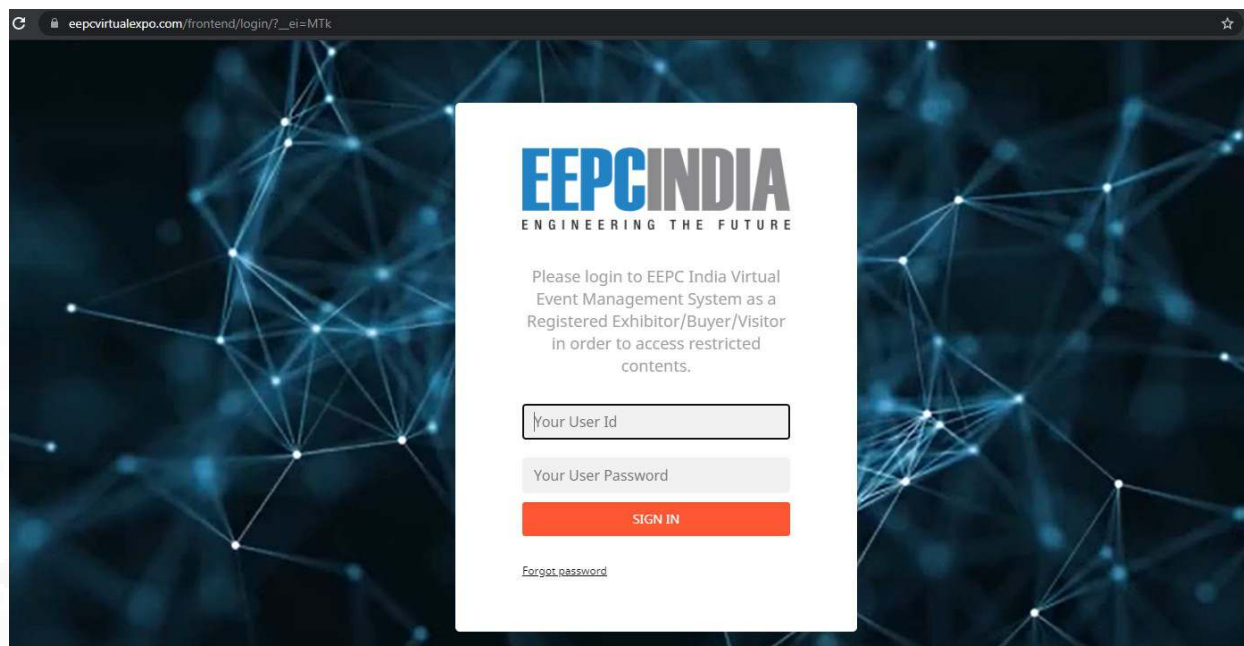 eepcvirtualexpo.com/frontend/login/?__ei=MTk
EEPCINDIA
ENGINEERING THE FUTURE
Please login to EEPC India Virtual
Event Management System as a
Registered Exhibitor/Buyer/Visitor
in order to access restricted
contents.
Your User Id
Your User Password
SIGN IN
Forgot password